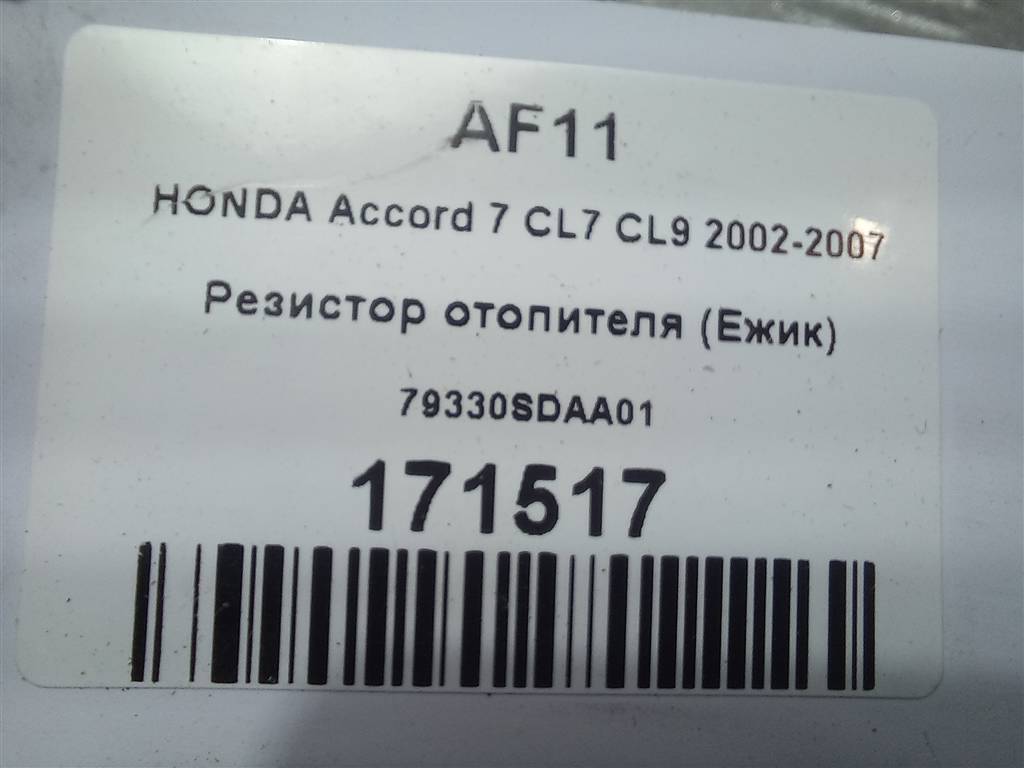 AF11
HONDA Accord 7 CL7 CL9 2002-2007
Резистор отопителя (Ежик)
79330SDAA01
171517